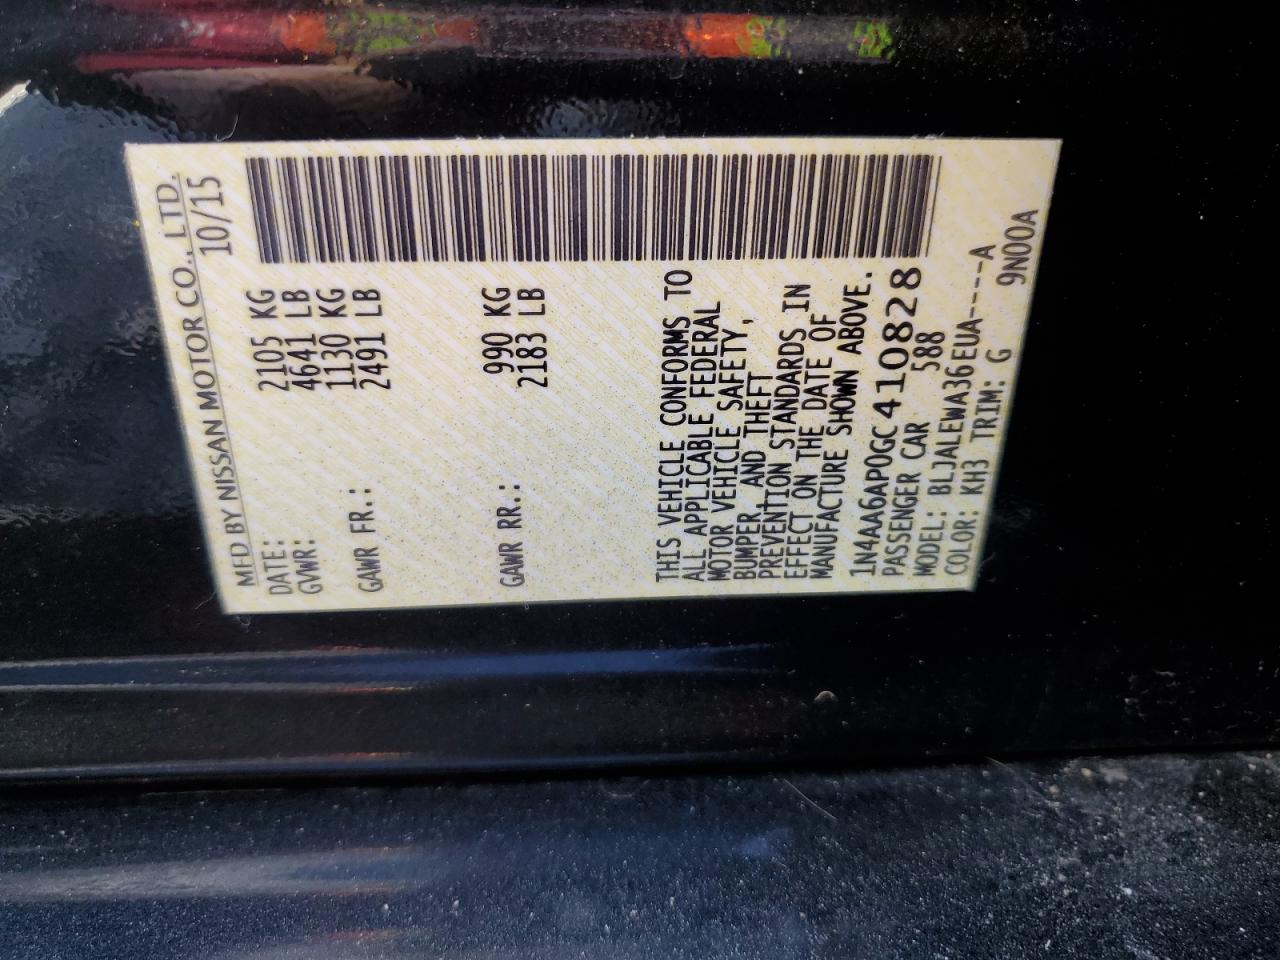 MFD BY NISSAN MOTOR CO., LTD.
DATE: 10/15
GVWR: 2105 KG
4641 LB
GAWR FR.: 1130 KG
2491 LB
GAWR RR.: 990 KG
2183 LB
THIS VEHICLE CONFORMS TO
ALL APPLICABLE FEDERAL
MOTOR VEHICLE SAFETY,
BUMPER, AND THEFT
PREVENTION STANDARDS IN
EFFECT ON THE DATE OF
MANUFACTURE SHOWN ABOVE.
1N4AA6AP0GC410828
PASSENGER CAR 588
MODEL: BLJALEWA36EUA----A
COLOR: KH3 TRIM: G 9N00A